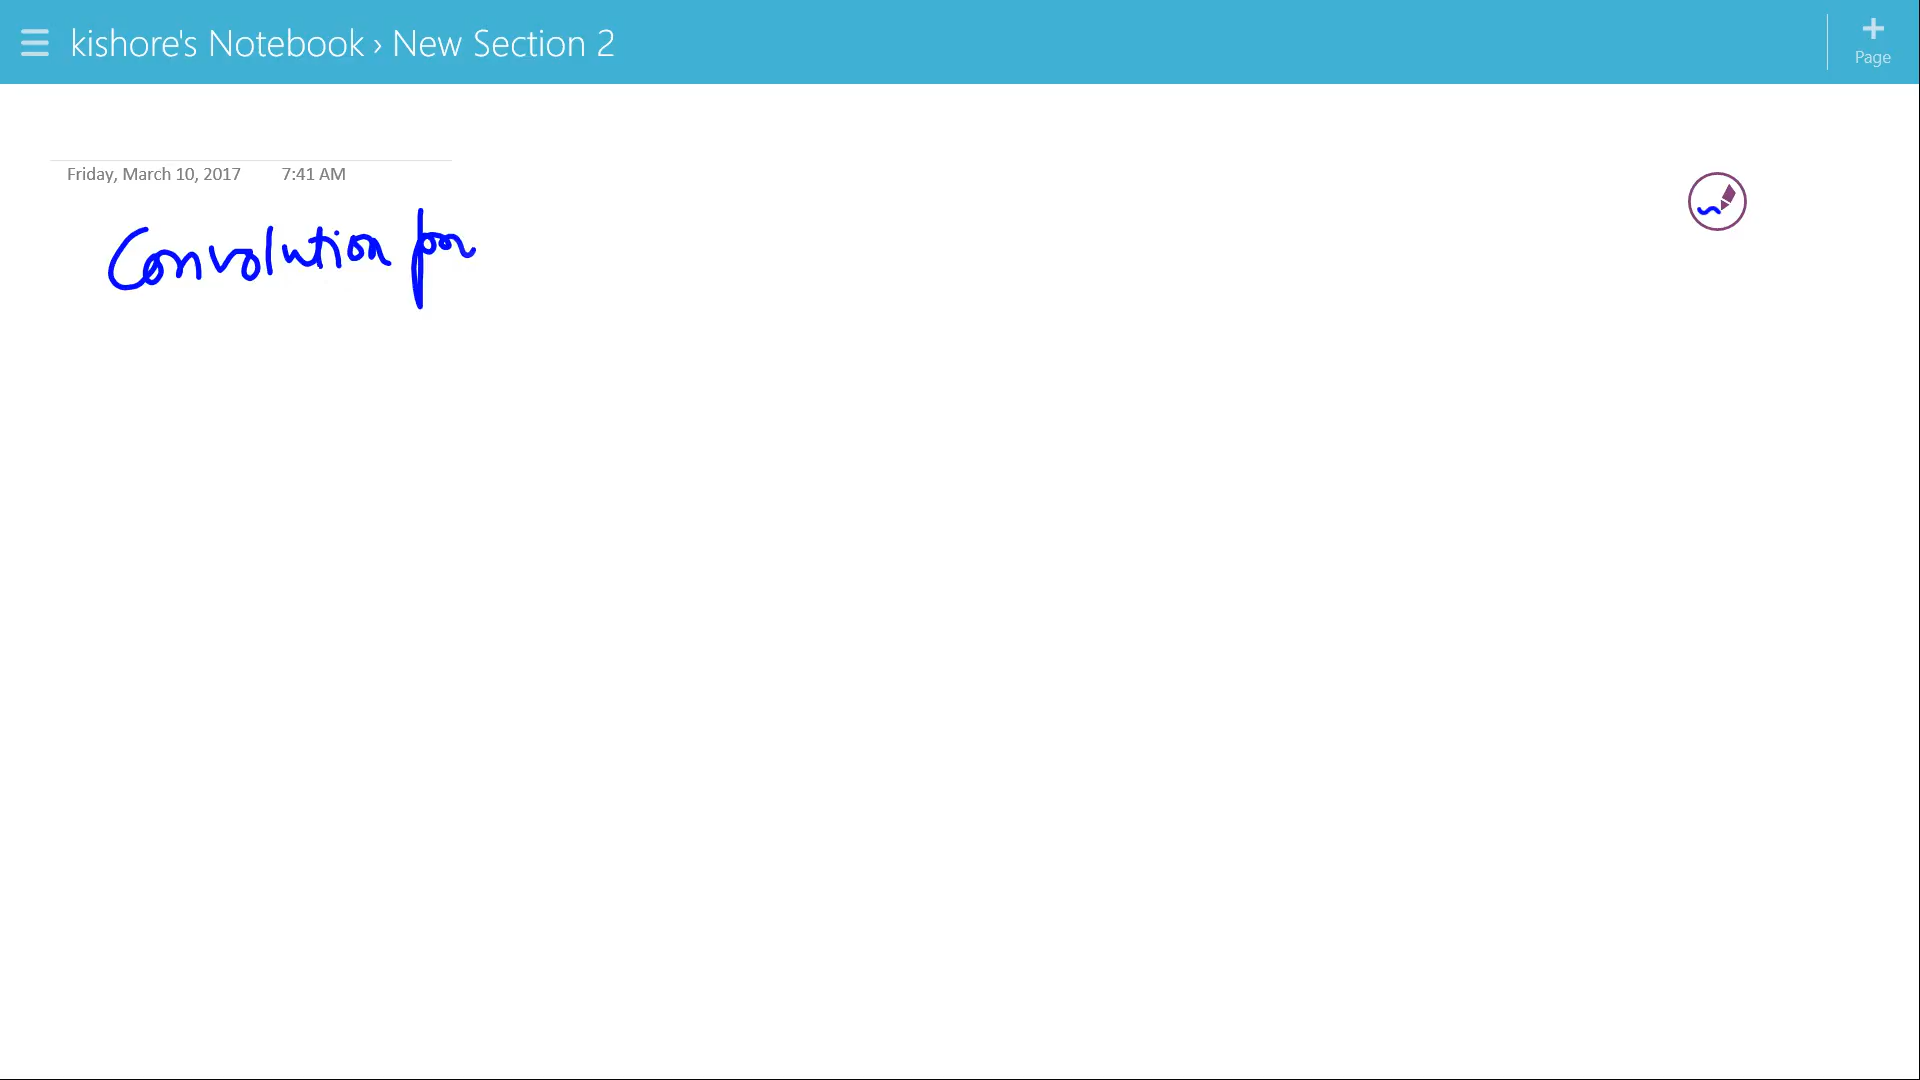 kishore's Notebook › New Section 2
Page
Friday, March 10, 2017 7:41 AM
Convolution for